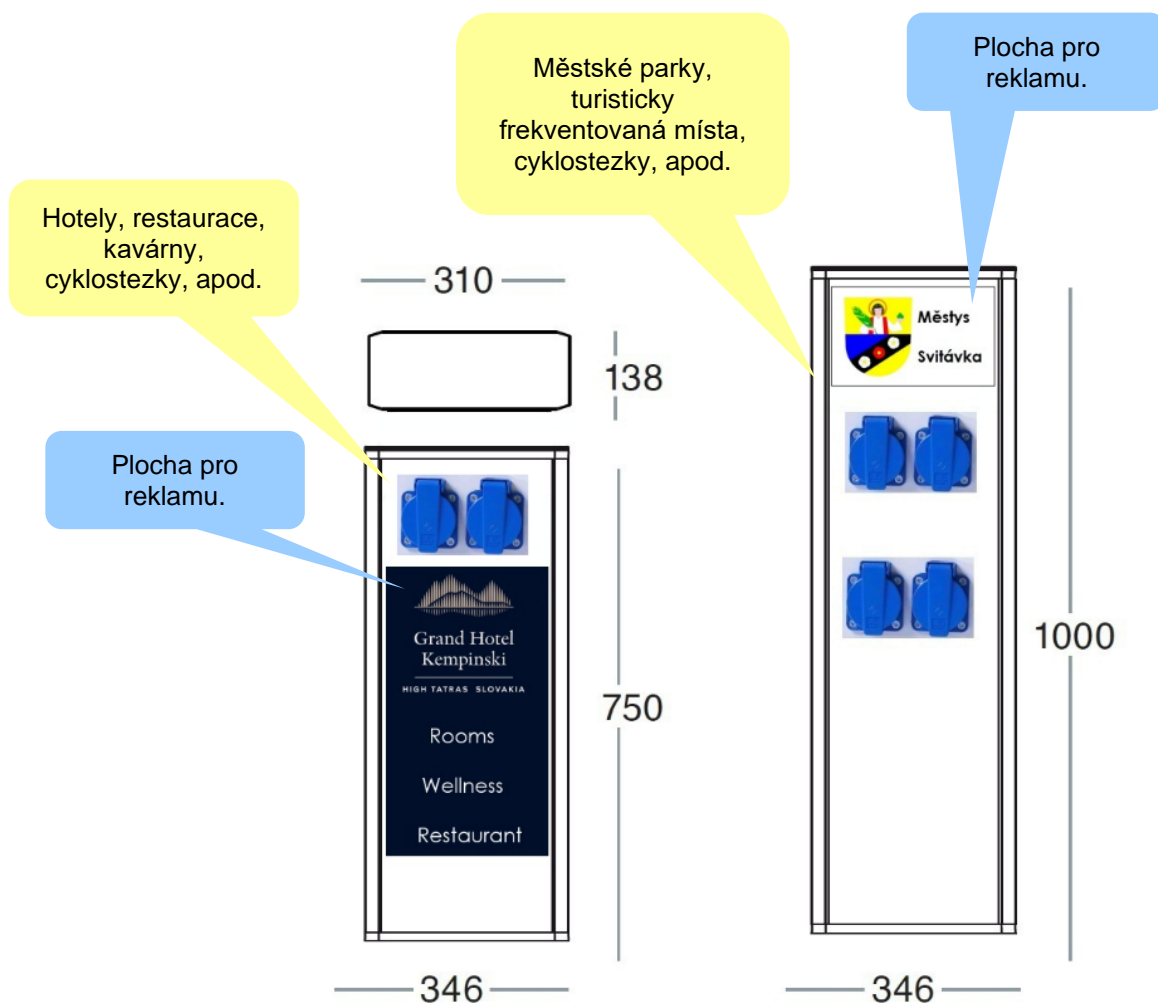 Městské parky,
turisticky
frekventovaná místa,
cyklostezky, apod.
Plocha pro
reklamu.
Hotely, restaurace,
kavárny,
cyklostezky, apod.
310
138
Městys
Svitávka
Plocha pro
reklamu.
Grand Hotel
Kempinski
HIGH TATRAS SLOVAKIA
Rooms
Wellness
Restaurant
750
1000
346
346